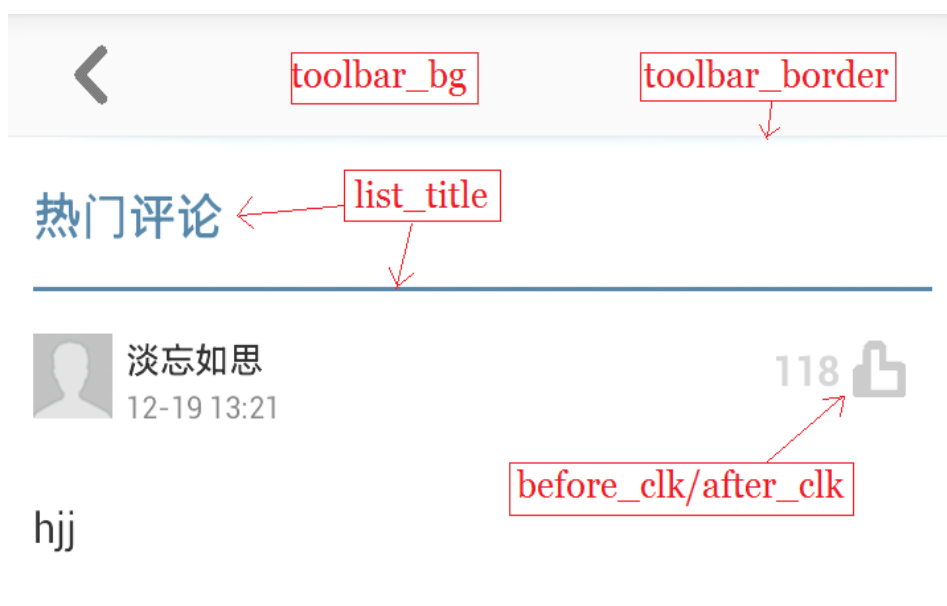 toolbar_bg
toolbar_border
热门评论
list_title
淡忘如思
118
12-19 13:21
before_clk/after_clk
hjj